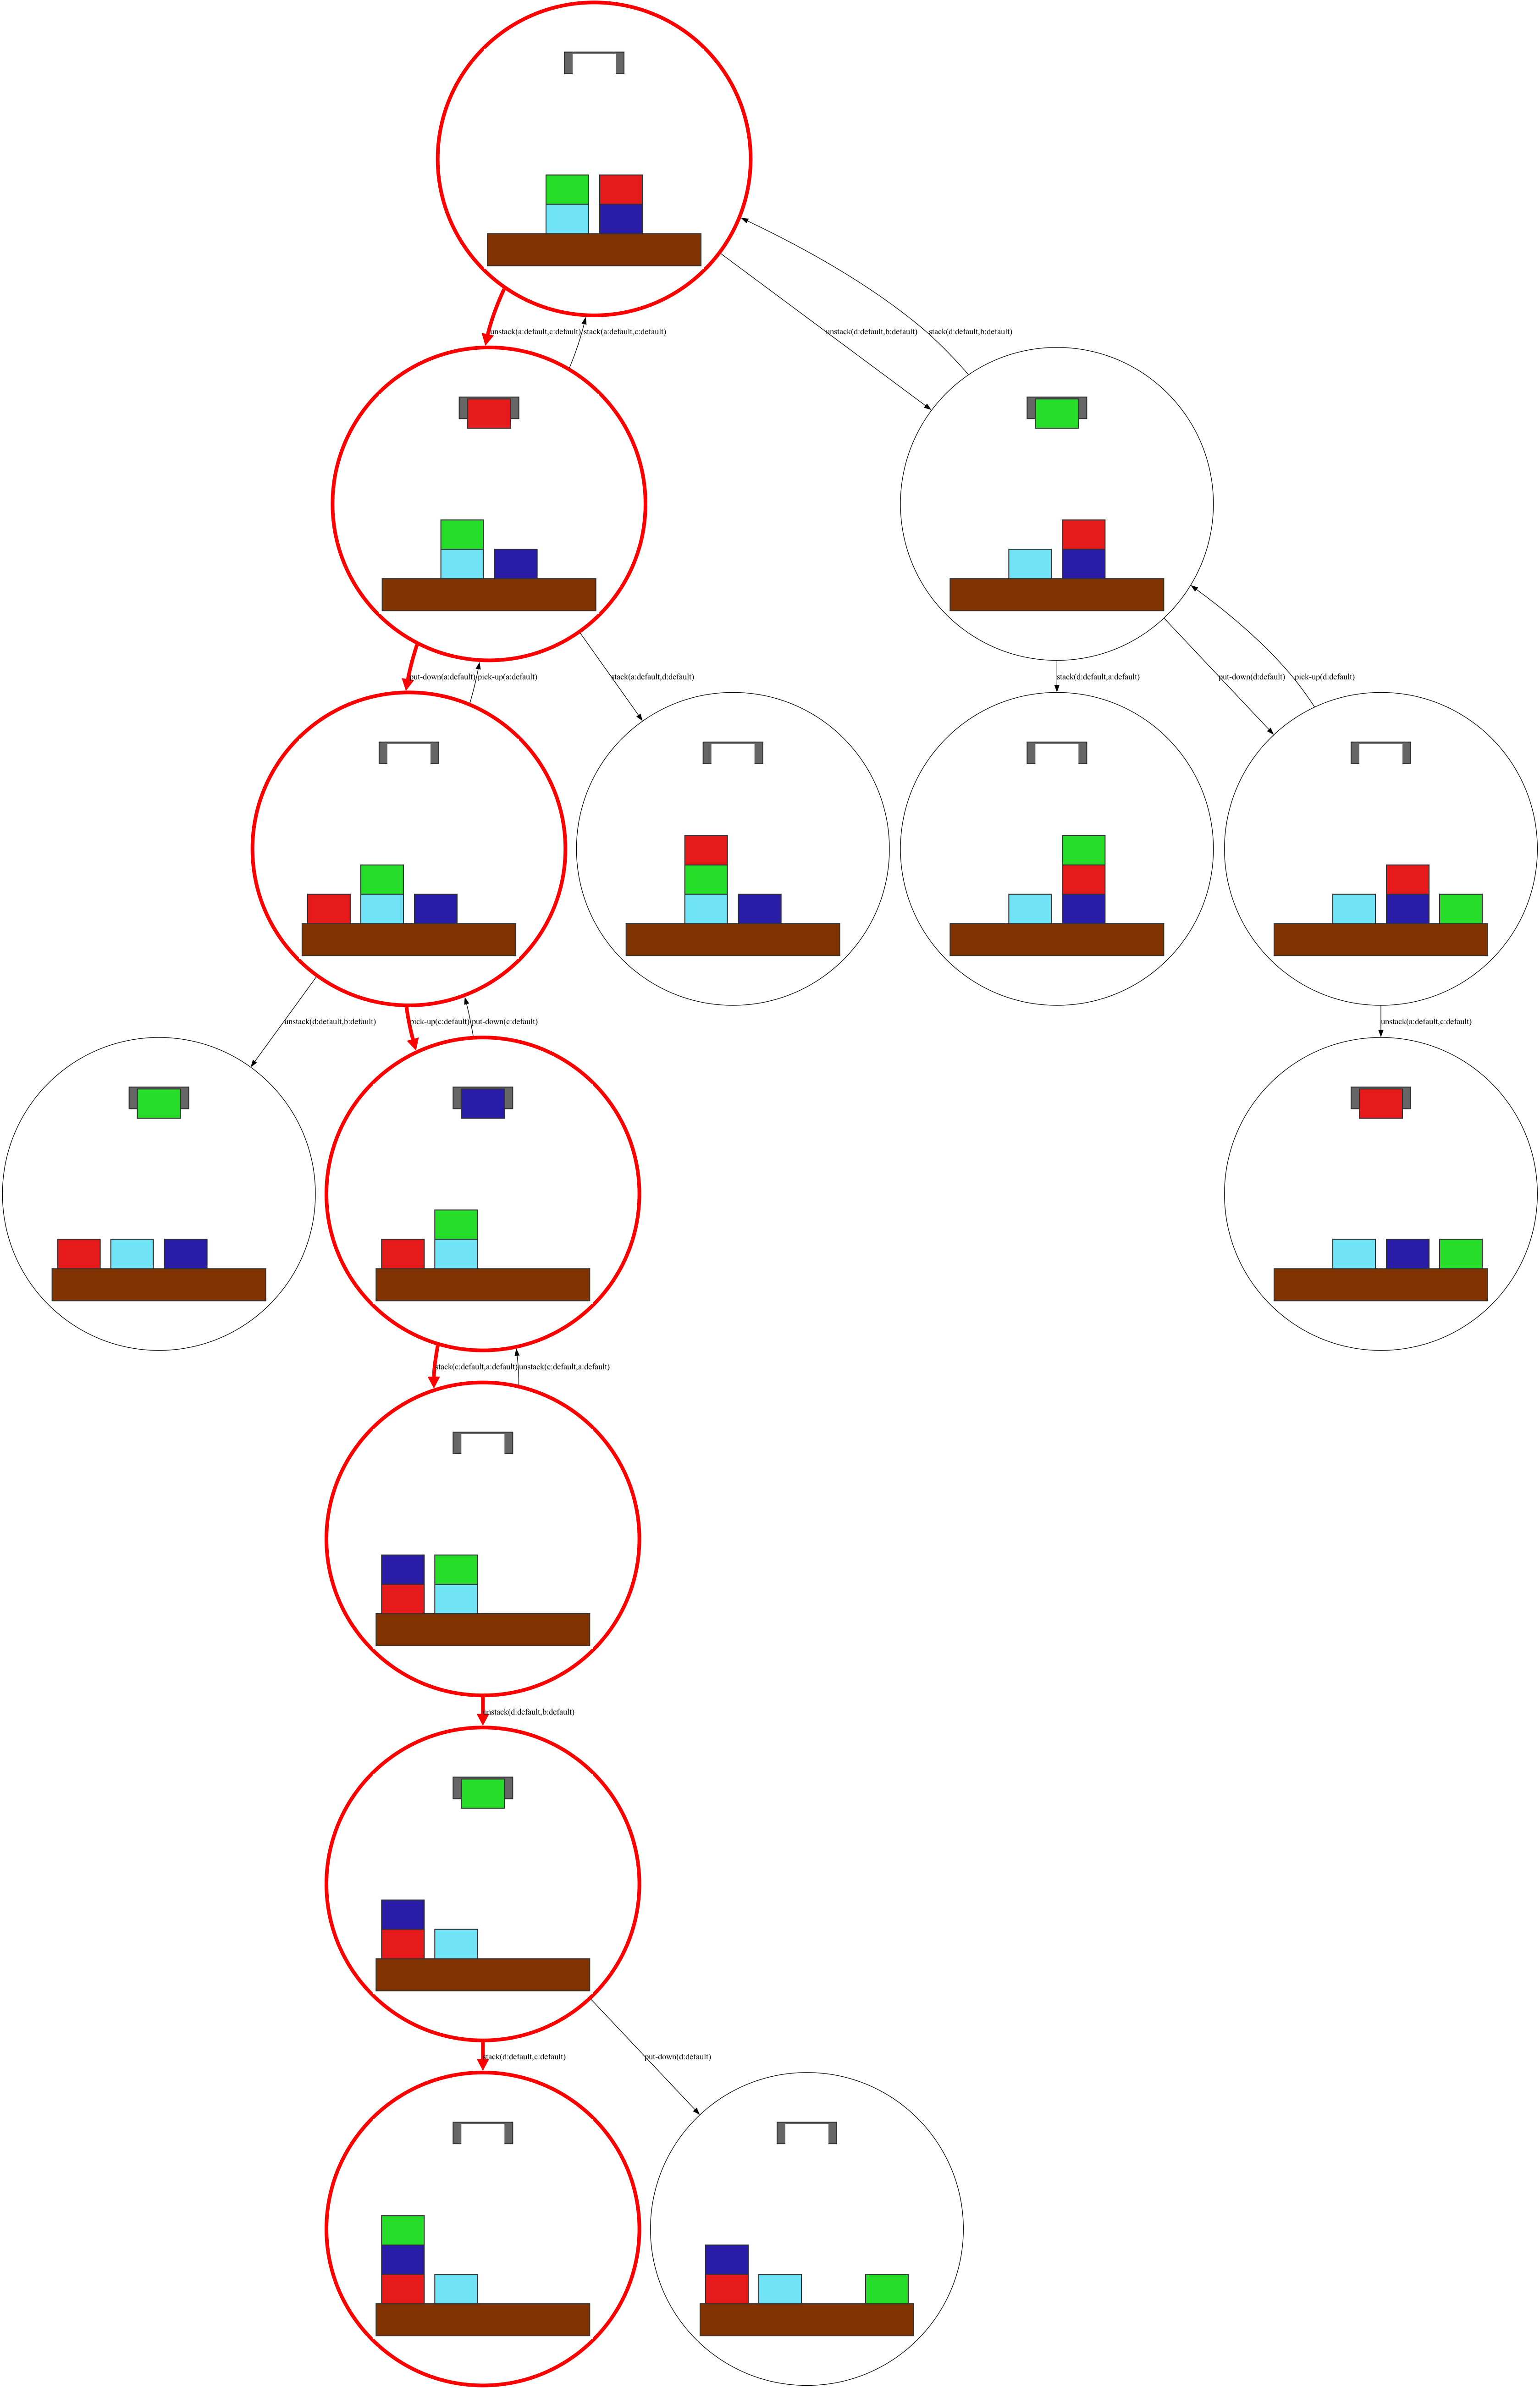 unstack(a:default,c:default)
stack(a:default,c:default)
unstack(d:default,b:default)
stack(d:default,b:default)
put-down(a:default)
pick-up(a:default)
stack(a:default,d:default)
stack(d:default,a:default)
put-down(d:default)
pick-up(d:default)
unstack(d:default,b:default)
pick-up(c:default)
put-down(c:default)
unstack(a:default,c:default)
stack(c:default,a:default)
unstack(c:default,a:default)
unstack(d:default,b:default)
stack(d:default,c:default)
put-down(d:default)